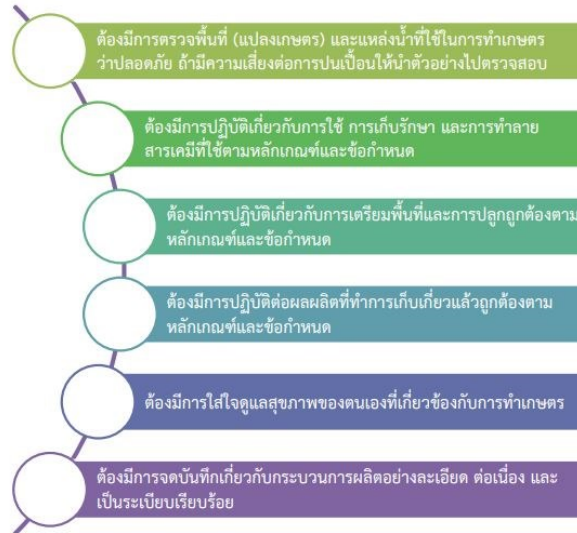 ต้องมีการตรวจพื้นที่ (แปลงเกษตร) และแหล่งน้ำที่ใช้ในการทำเกษตร
ว่าปลอดภัย ถ้ามีความเสี่ยงต่อการปนเปื้อนให้นำตัวอย่างไปตรวจสอบ
ต้องมีการปฏิบัติเกี่ยวกับการใช้ การเก็บรักษา และการทำลาย
สารเคมีที่ใช้ตามหลักเกณฑ์และข้อกำหนด
ต้องมีการปฏิบัติเกี่ยวกับการเตรียมพื้นที่และการปลูกถูกต้องตาม
หลักเกณฑ์และข้อกำหนด
ต้องมีการปฏิบัติต่อผลผลิตที่ทำการเก็บเกี่ยวแล้วถูกต้องตาม
หลักเกณฑ์และข้อกำหนด
ต้องมีการใส่ใจดูแลสุขภาพของตนเองที่เกี่ยวข้องกับการทำเกษตร
ต้องมีการจดบันทึกเกี่ยวกับกระบวนการผลิตอย่างละเอียด ต่อเนื่อง และ
เป็นระเบียบเรียบร้อย